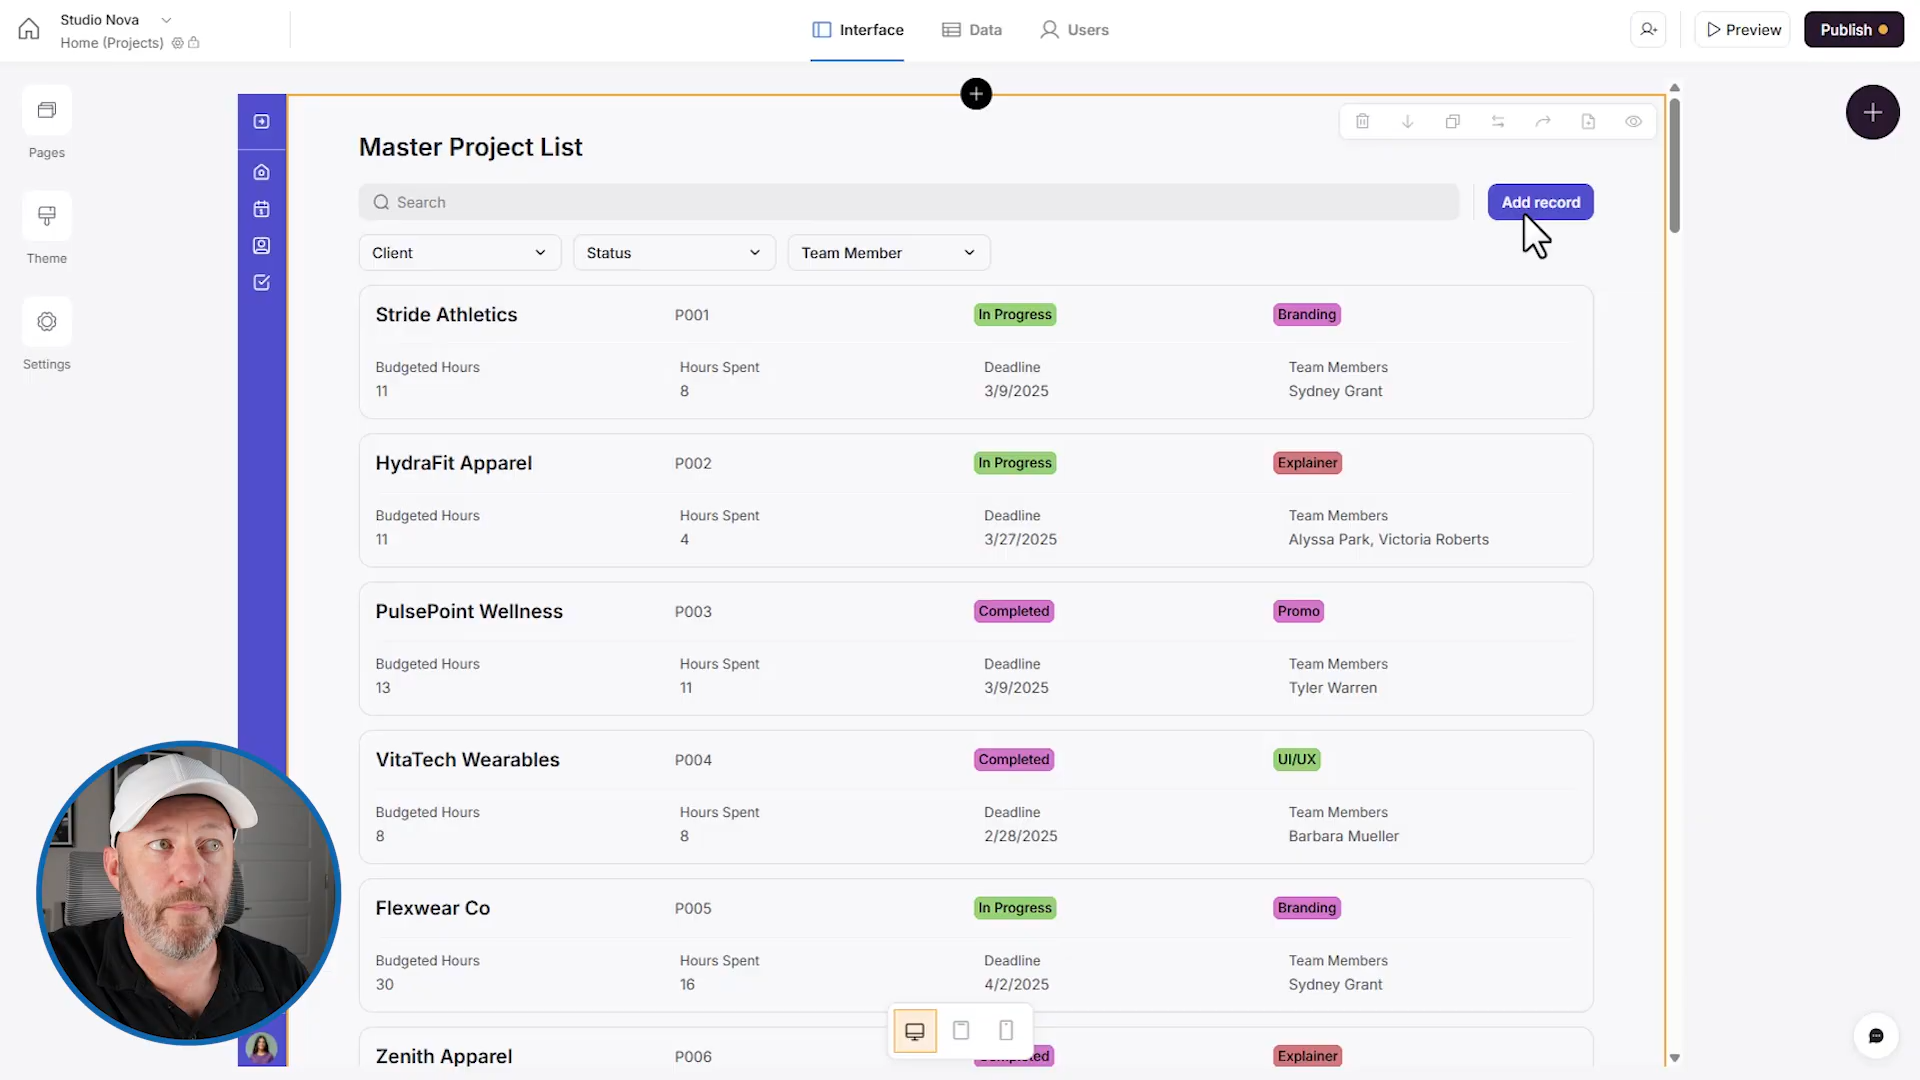 Studio Nova
Home (Projects)
Interface
Data
Users
Preview
Publish
Pages
Theme
Settings
Master Project List
Search
Add record
Client
Status
Team Member
Stride Athletics P001 In Progress Branding
Budgeted Hours Hours Spent Deadline Team Members
11 8 3/9/2025 Sydney Grant
HydraFit Apparel P002 In Progress Explainer
Budgeted Hours Hours Spent Deadline Team Members
11 4 3/27/2025 Alyssa Park, Victoria Roberts
PulsePoint Wellness P003 Completed Promo
Budgeted Hours Hours Spent Deadline Team Members
13 11 3/9/2025 Tyler Warren
VitaTech Wearables P004 Completed UI/UX
Budgeted Hours Hours Spent Deadline Team Members
8 8 2/28/2025 Barbara Mueller
Flexwear Co P005 In Progress Branding
Budgeted Hours Hours Spent Deadline Team Members
30 16 4/2/2025 Sydney Grant
Zenith Apparel P006 Explainer